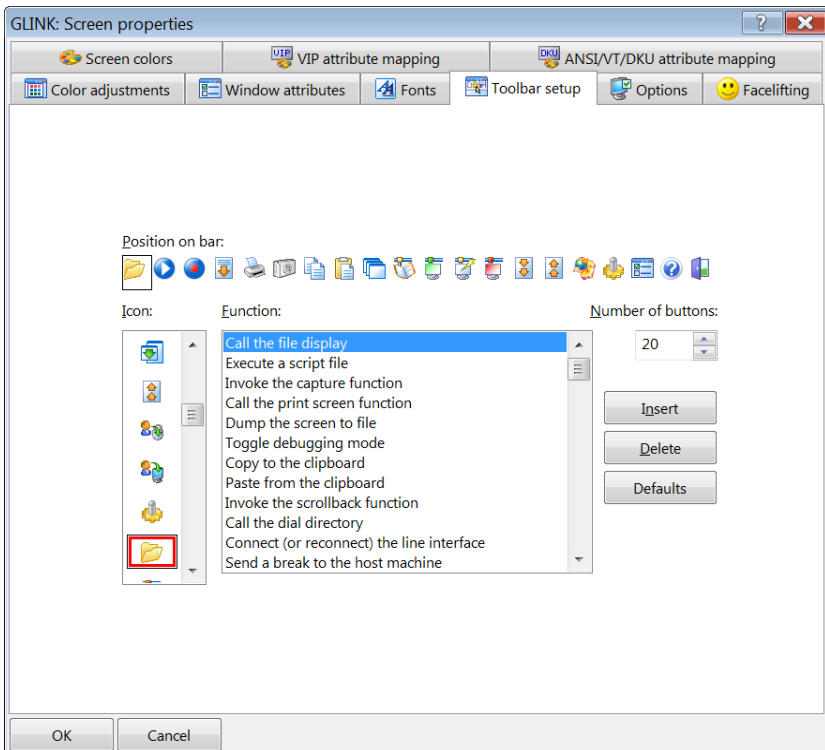 GLINK: Screen properties
Screen colors
VIP
VIP attribute mapping
DKU
ANSI/VT/DKU attribute mapping
Color adjustments
Window attributes
Fonts
Toolbar setup
Options
Facelifting
Position on bar:
Icon:
Function:
Number of buttons:
Call the file display
Execute a script file
Invoke the capture function
Call the print screen function
Dump the screen to file
Toggle debugging mode
Copy to the clipboard
Paste from the clipboard
Invoke the scrollback function
Call the dial directory
Connect (or reconnect) the line interface
Send a break to the host machine
20
Insert
Delete
Defaults
OK
Cancel